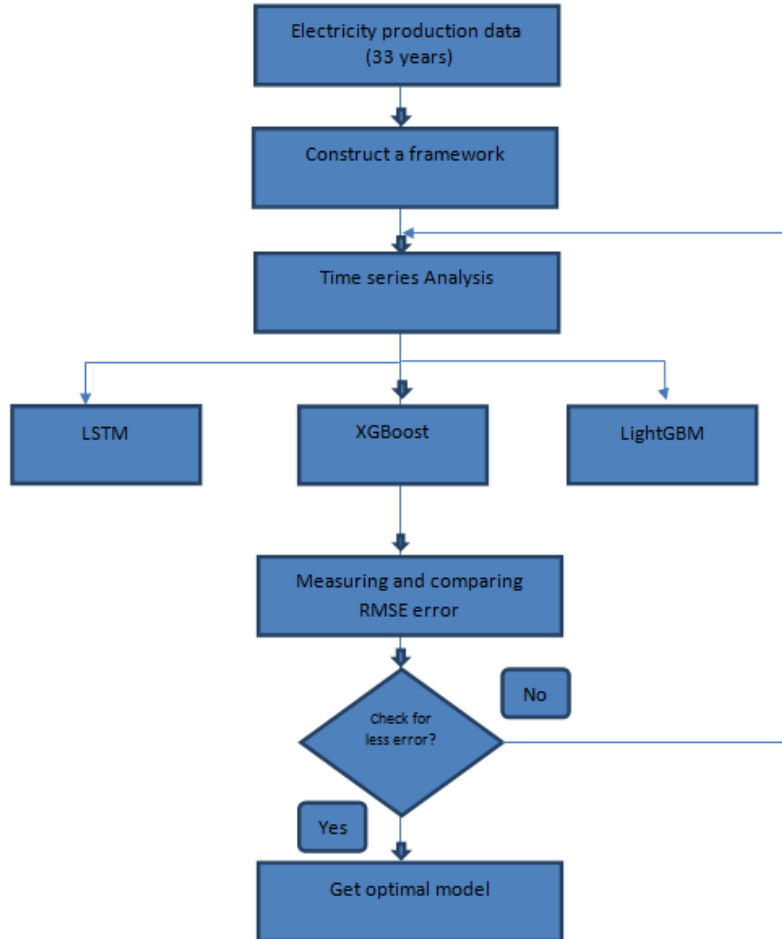 Electricity production data
(33 years)
Construct a framework
Time series Analysis
LSTM
XGBoost
LightGBM
Measuring and comparing
RMSE error
Check for
less error?
No
Yes
Get optimal model